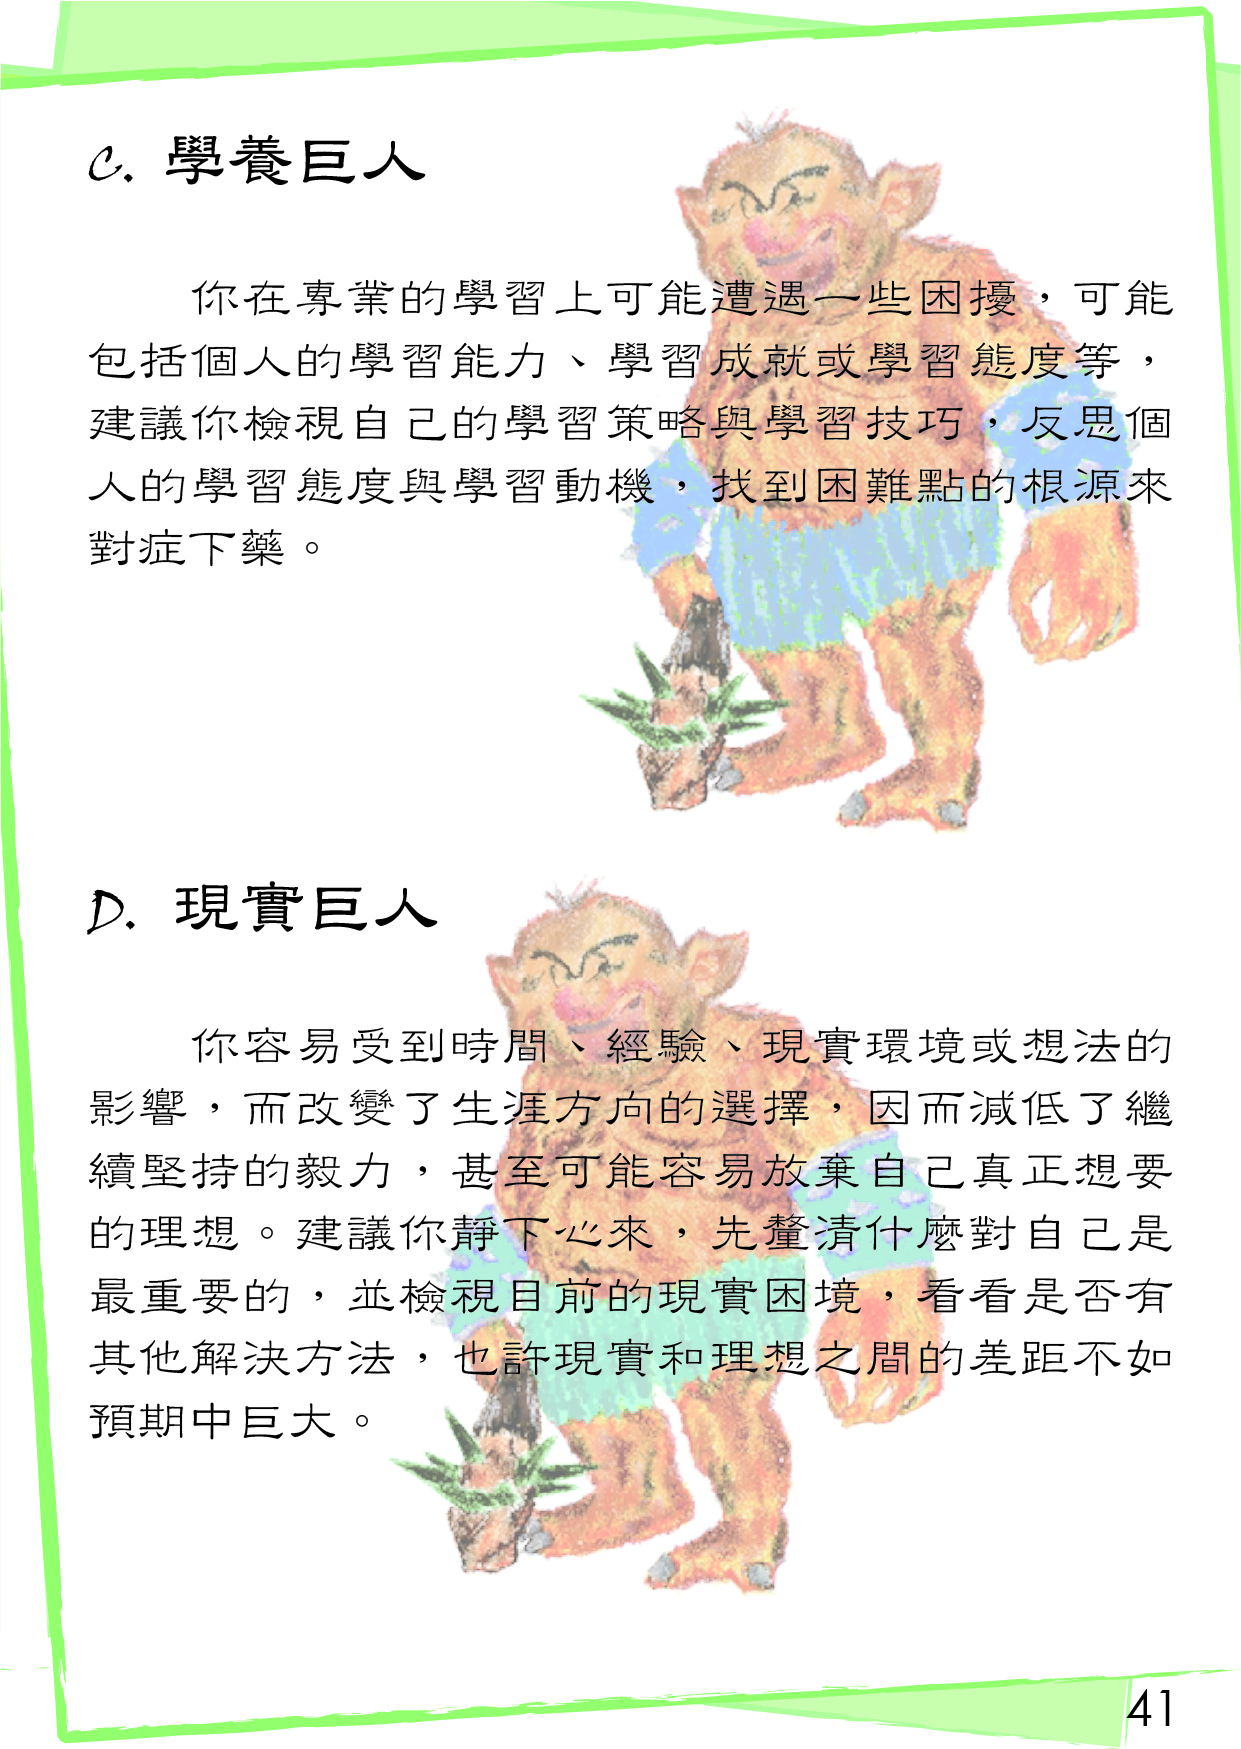 C. 學養巨人
你在專業的學習上可能遭遇一些困擾，可能
包括個人的學習能力、學習成就或學習態度等，
建議你檢視自己的學習策略與學習技巧，反思個
人的學習態度與學習動機，找到困難點的根源來
對症下藥。
D. 現實巨人
你容易受到時間、經驗、現實環境或想法的
影響，而改變了生涯方向的選擇，因而減低了繼
續堅持的毅力，甚至可能容易放棄自己真正想要
的理想。建議你靜下心來，先釐清什麼對自己是
最重要的，並檢視目前的現實困境，看看是否有
其他解決方法，也許現實和理想之間的差距不如
預期中巨大。
41